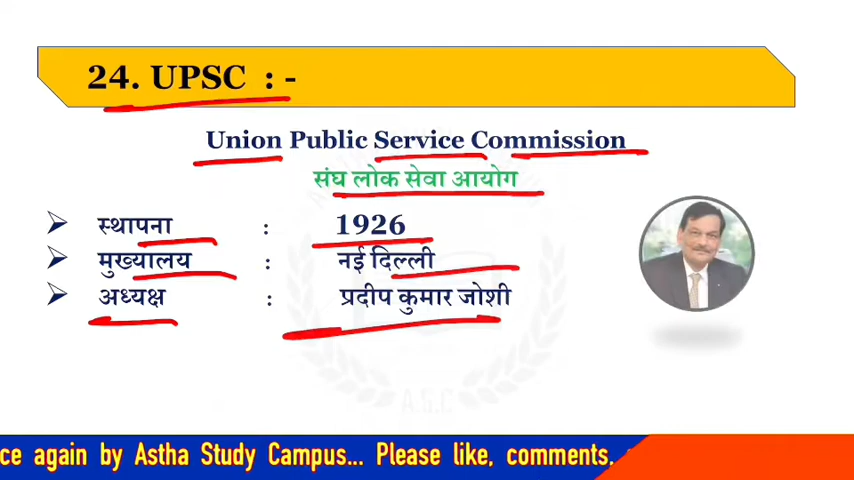 24. UPSC : -
Union Public Service Commission
संघ लोक सेवा आयोग
स्थापना : 1926
मुख्यालय : नई दिल्ली
अध्यक्ष : प्रदीप कुमार जोशी
A.S.C
ce again by Astha Study Campus... Please like, comments,